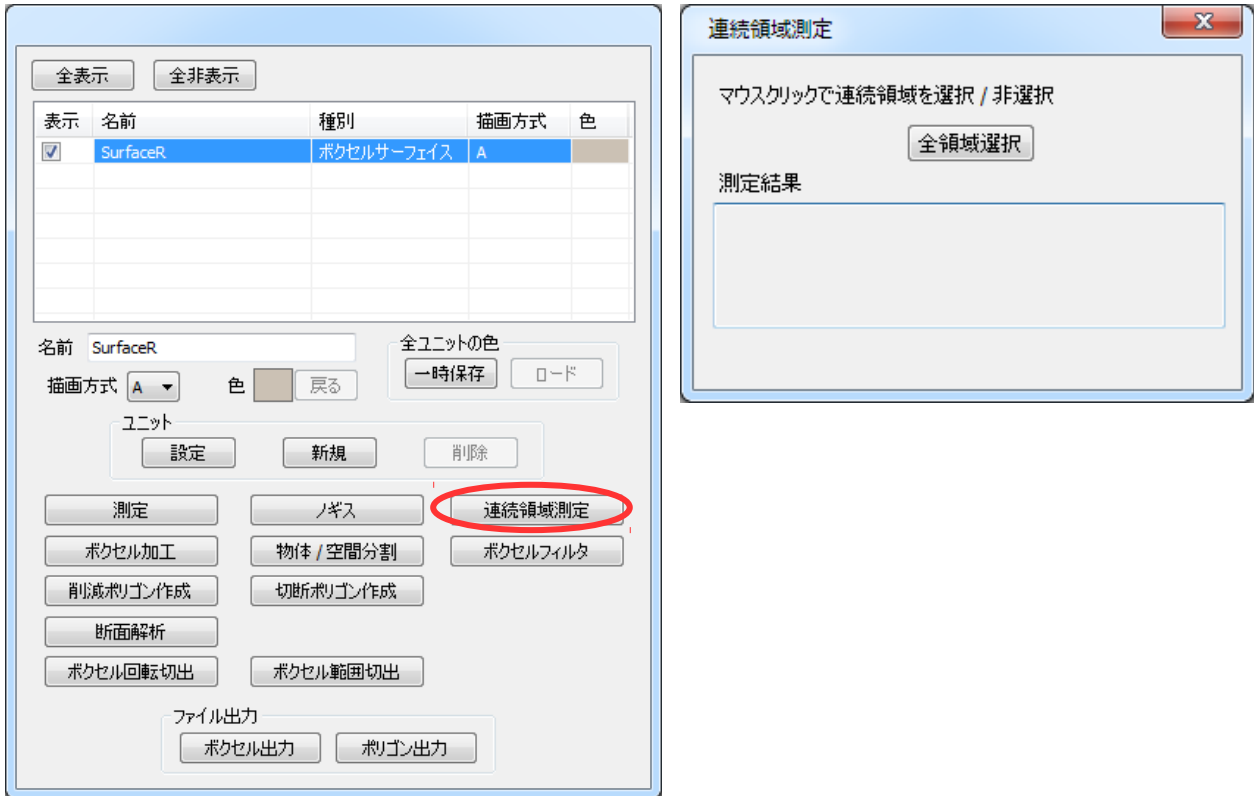 全表示 全非表示
表示 名前 種別 描画方式 色
SurfaceR ボクセルサーフェイス A
名前 SurfaceR
全ユニットの色
一時保存 ロード
描画方式 A 色 戻る
ユニット
設定 新規 削除
測定 ノギス 連続領域測定
ボクセル加工 物体 / 空間分割 ボクセルフィルタ
削減ポリゴン作成 切断ポリゴン作成
断面解析
ボクセル回転切出 ボクセル範囲切出
ファイル出力
ボクセル出力 ポリゴン出力
連続領域測定
マウスクリックで連続領域を選択 / 非選択
全領域選択
測定結果